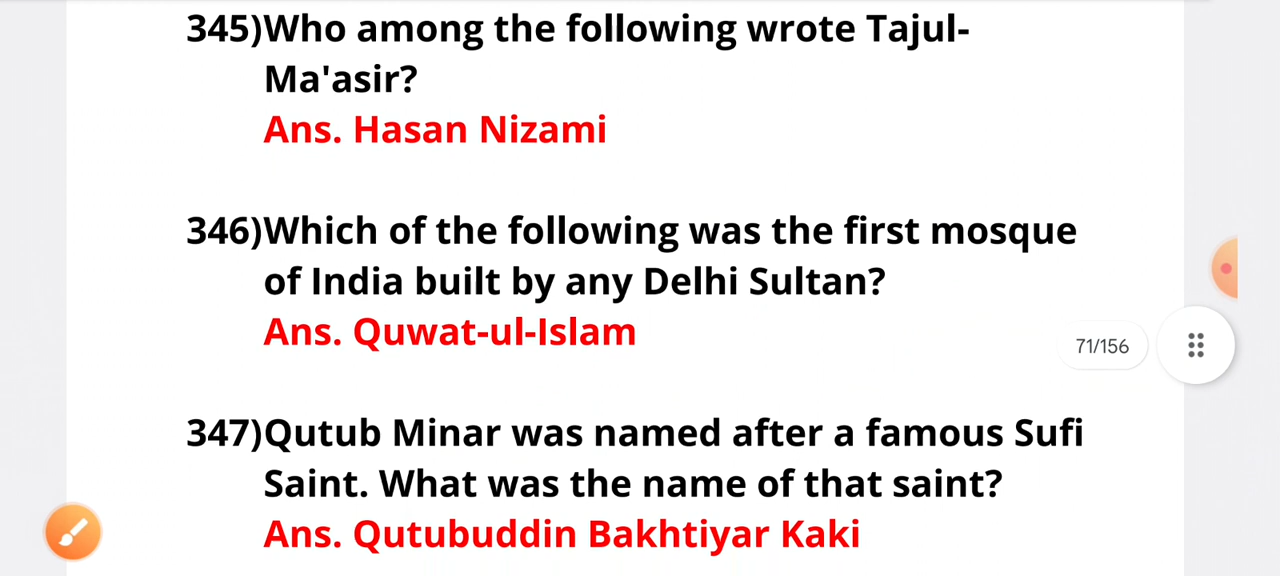 345)Who among the following wrote Tajul-
Ma'asir?
Ans. Hasan Nizami
346)Which of the following was the first mosque
of India built by any Delhi Sultan?
Ans. Quwat-ul-Islam
71/156
347)Qutub Minar was named after a famous Sufi
Saint. What was the name of that saint?
Ans. Qutubuddin Bakhtiyar Kaki